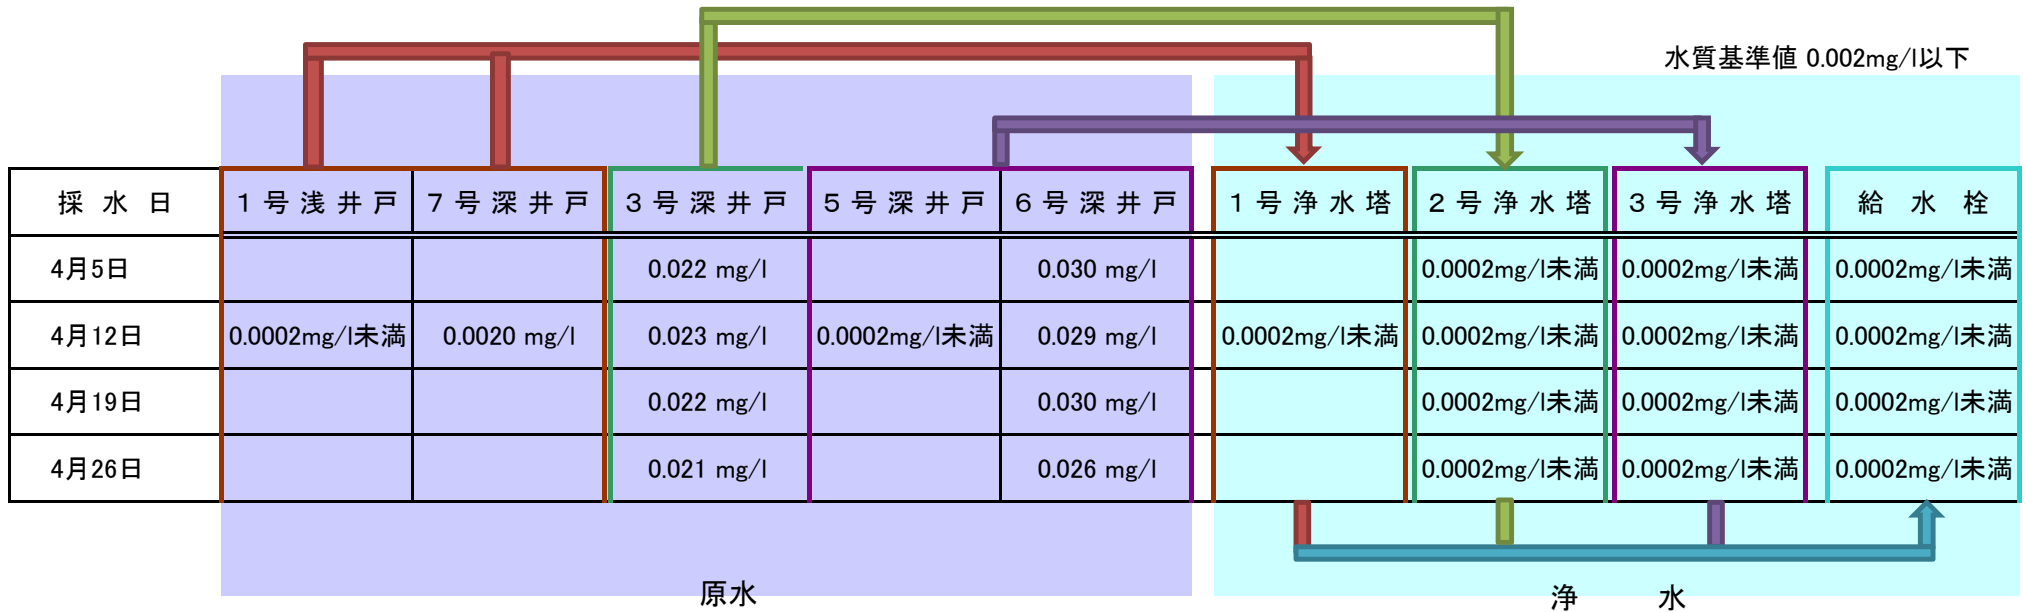 水質基準値 0.002mg/l以下
採 水 日 1 号 浅 井 戸 7 号 深 井 戸 3 号 深 井 戸 5 号 深 井 戸 6 号 深 井 戸 1 号 浄 水 塔 2 号 浄 水 塔 3 号 浄 水 塔 給 水 栓
4月5日 0.022 mg/l 0.030 mg/l 0.0002mg/l未満 0.0002mg/l未満 0.0002mg/l未満
4月12日 0.0002mg/l未満 0.0020 mg/l 0.023 mg/l 0.0002mg/l未満 0.029 mg/l 0.0002mg/l未満 0.0002mg/l未満 0.0002mg/l未満 0.0002mg/l未満
4月19日 0.022 mg/l 0.030 mg/l 0.0002mg/l未満 0.0002mg/l未満 0.0002mg/l未満
4月26日 0.021 mg/l 0.026 mg/l 0.0002mg/l未満 0.0002mg/l未満 0.0002mg/l未満
原水 浄 水